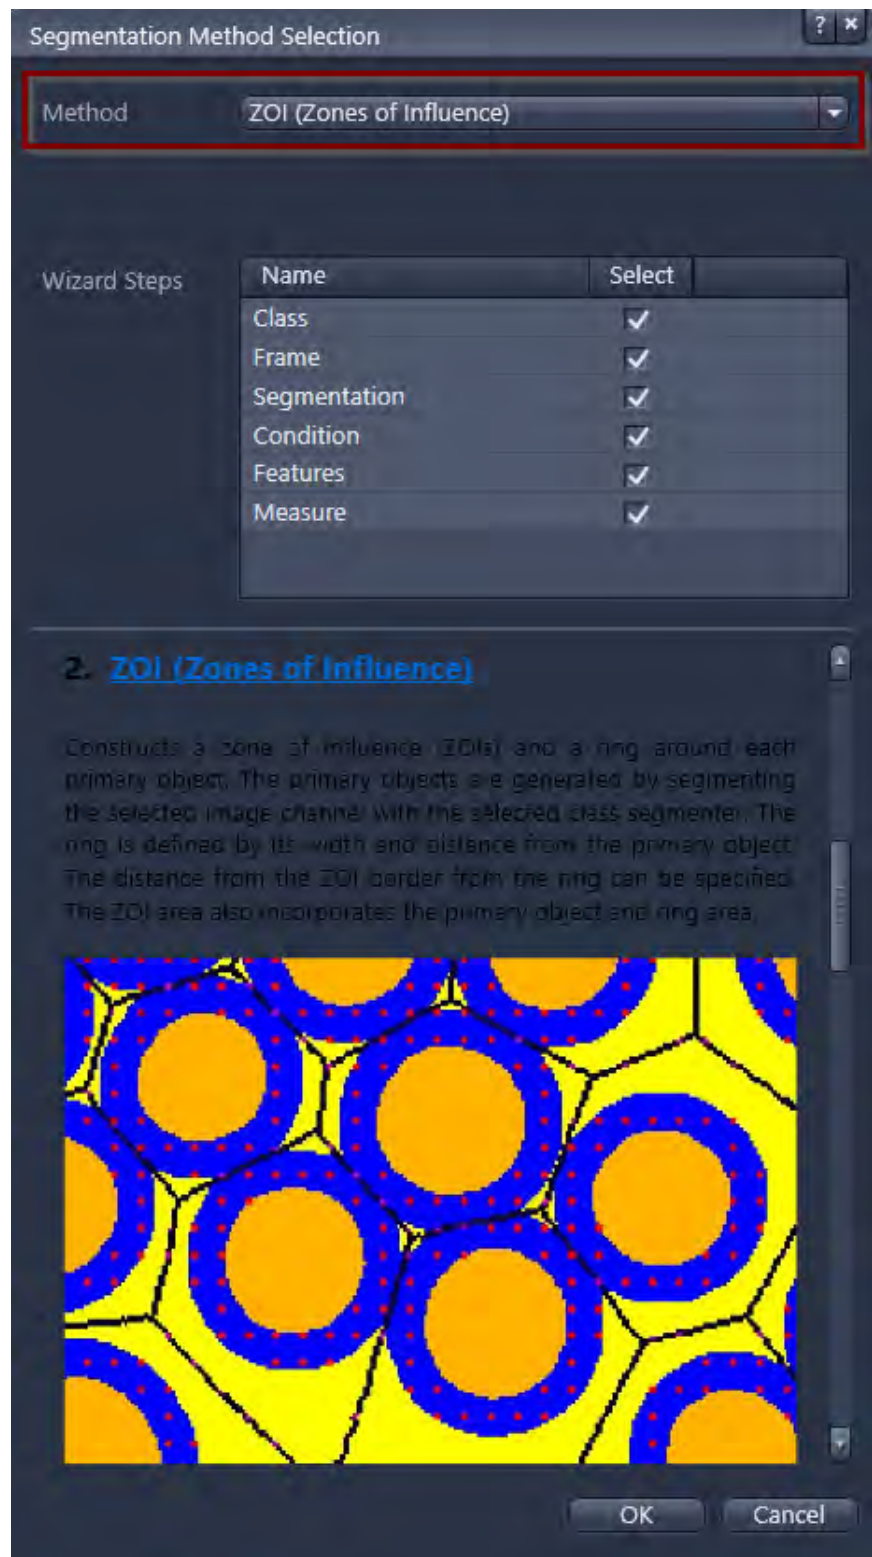 Segmentation Method Selection
? ×
Method ZOI (Zones of Influence)
Wizard Steps Name Select
Class
Frame
Segmentation
Condition
Features
Measure
2. ZOI (Zones of Influence)
Constructs a zone of influence (ZOIs) and a ring around each
primary object. The primary objects are generated by segmenting
the selected image channel with the selected class segmenter. The
ring is defined by its width and distance from the primary object.
The distance from the ZOI border from the ring can be specified.
The ZOI area also incorporates the primary object and ring area.
OK Cancel